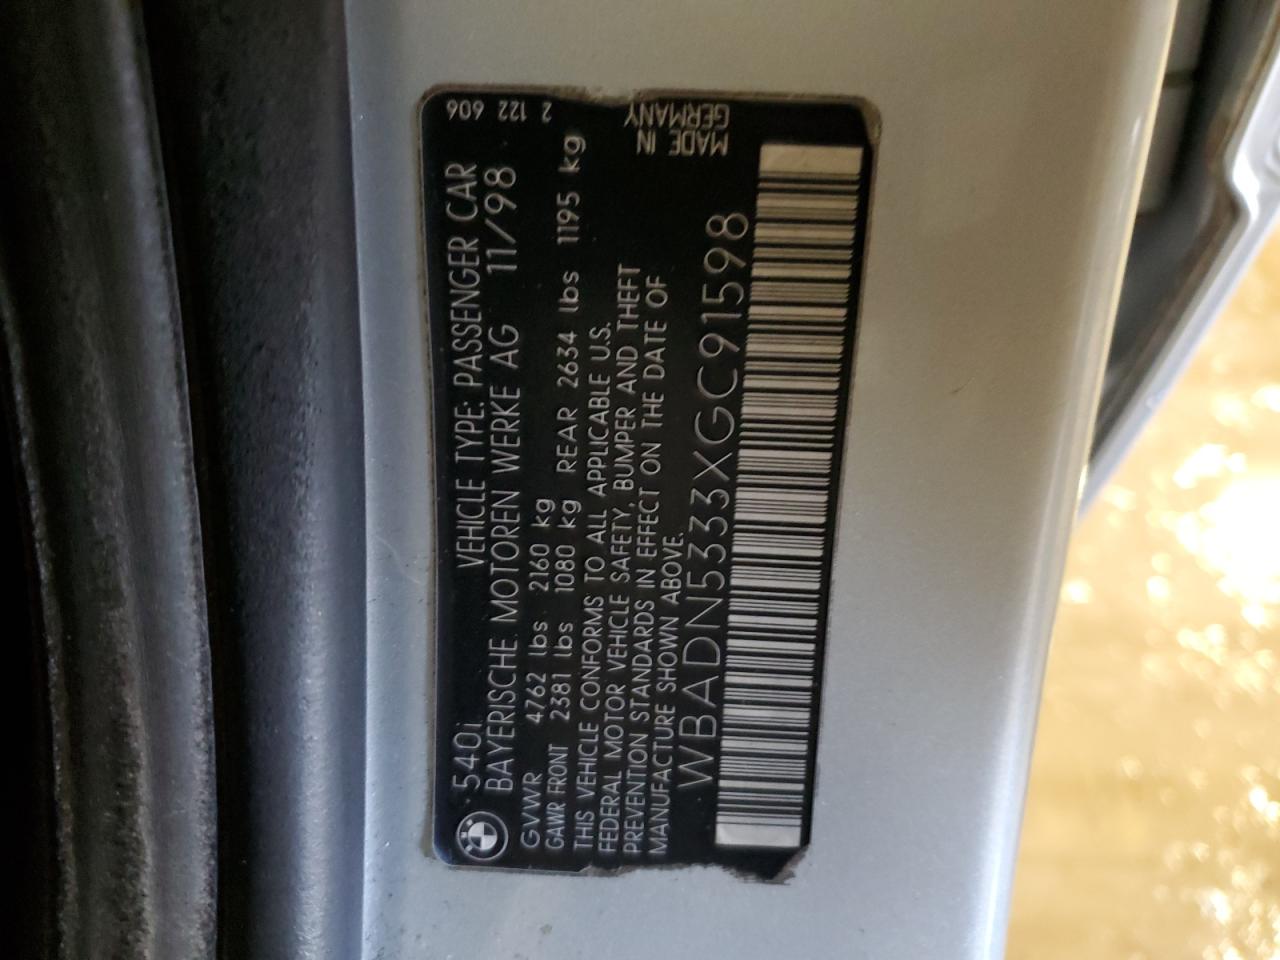 540i VEHICLE TYPE: PASSENGER CAR
BAYERISCHE MOTOREN WERKE AG 11/98
GVWR 4762 lbs 2160 kg
GAWR FRONT 2381 lbs 1080 kg REAR 2634 lbs 1195 kg
THIS VEHICLE CONFORMS TO ALL APPLICABLE U.S.
FEDERAL MOTOR VEHICLE SAFETY, BUMPER AND THEFT
PREVENTION STANDARDS IN EFFECT ON THE DATE OF
MANUFACTURE SHOWN ABOVE.
WBADN5333XGC91598
2 122 606
MADE IN
GERMANY